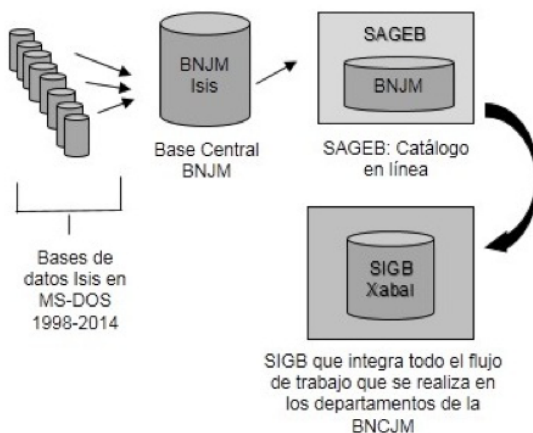 BNJM
Isis
Base Central
BNJM
SAGEB
BNJM
SAGEB: Catálogo
en línea
Bases de
datos Isis en
MS-DOS
1998-2014
SIGB
Xabal
SIGB que integra todo el flujo
de trabajo que se realiza en
los departamentos de la
BNCJM